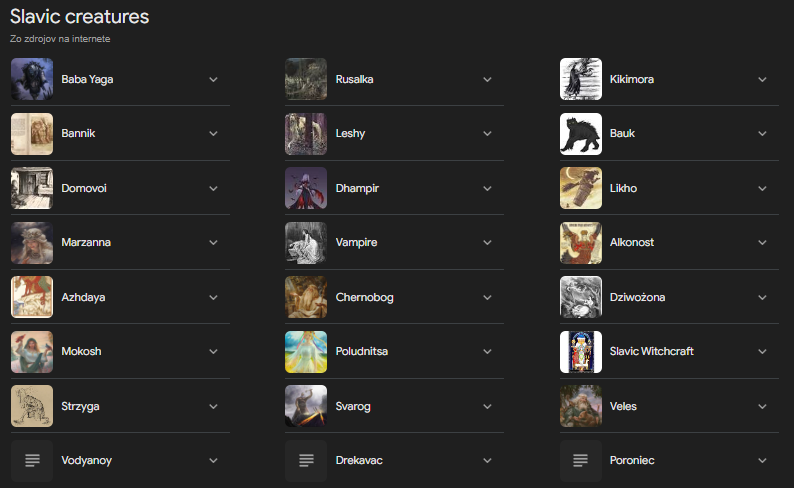 Slavic creatures
Zo zdrojov na internete
Baba Yaga
Rusalka
Kikimora
Bannik
Leshy
Bauk
Domovoi
Dhampir
Likho
Marzanna
Vampire
Alkonost
Azhdaya
Chernobog
Dziwożona
Mokosh
Poludnitsa
Slavic Witchcraft
Strzyga
Svarog
Veles
Vodyanoy
Drekavac
Poroniec